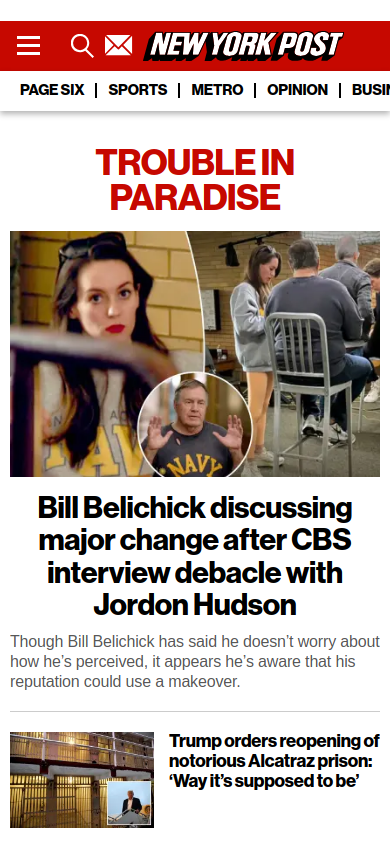 NEW YORK POST
PAGE SIX | SPORTS | METRO | OPINION | BUSI
TROUBLE IN
PARADISE
NAVY
Bill Belichick discussing
major change after CBS
interview debacle with
Jordon Hudson
Though Bill Belichick has said he doesn't worry about
how he's perceived, it appears he's aware that his
reputation could use a makeover.
Trump orders reopening of
notorious Alcatraz prison:
‘Way it's supposed to be’